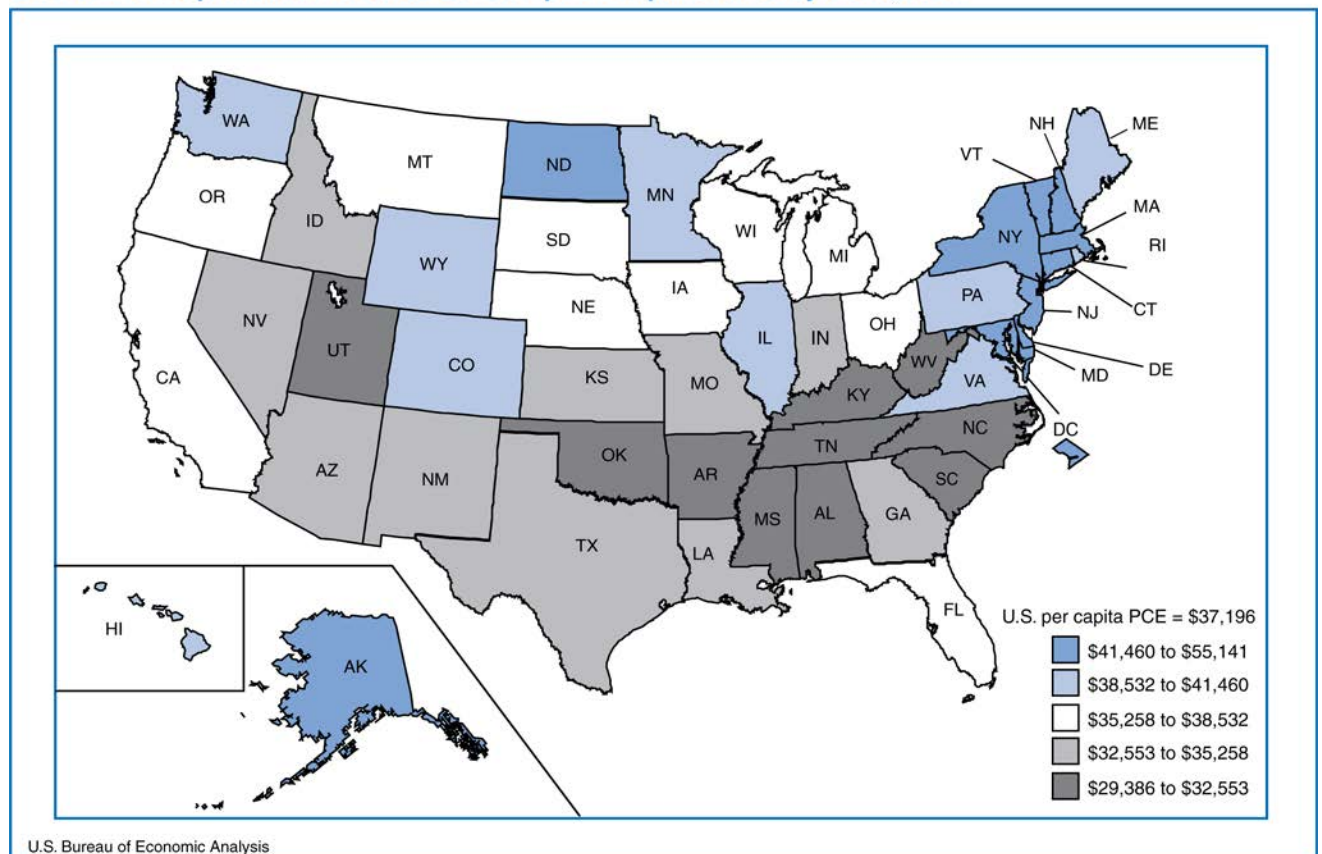 NH
ME
WA
VT
MT
ND
MN
OR
MA
ID
SD
WI
NY
RI
WY
MI
IA
PA
NE
CT
NJ
NV
OH
IL
IN
UT
DE
CO
WV
CA
KS
MO
VA
MD
KY
NC
DC
TN
OK
AZ
NM
AR
SC
MS
AL
GA
TX
LA
FL
HI
AK
U.S. per capita PCE = $37,196
$41,460 to $55,141
$38,532 to $41,460
$35,258 to $38,532
$32,553 to $35,258
$29,386 to $32,553
U.S. Bureau of Economic Analysis